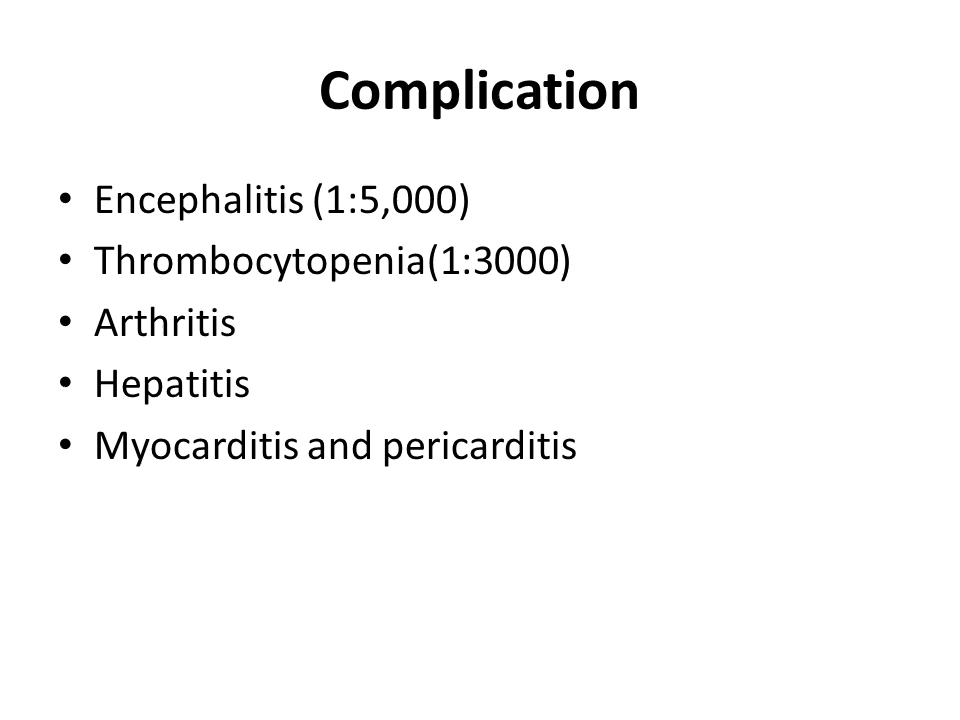 Complication
• Encephalitis (1:5,000)
• Thrombocytopenia(1:3000)
• Arthritis
• Hepatitis
• Myocarditis and pericarditis